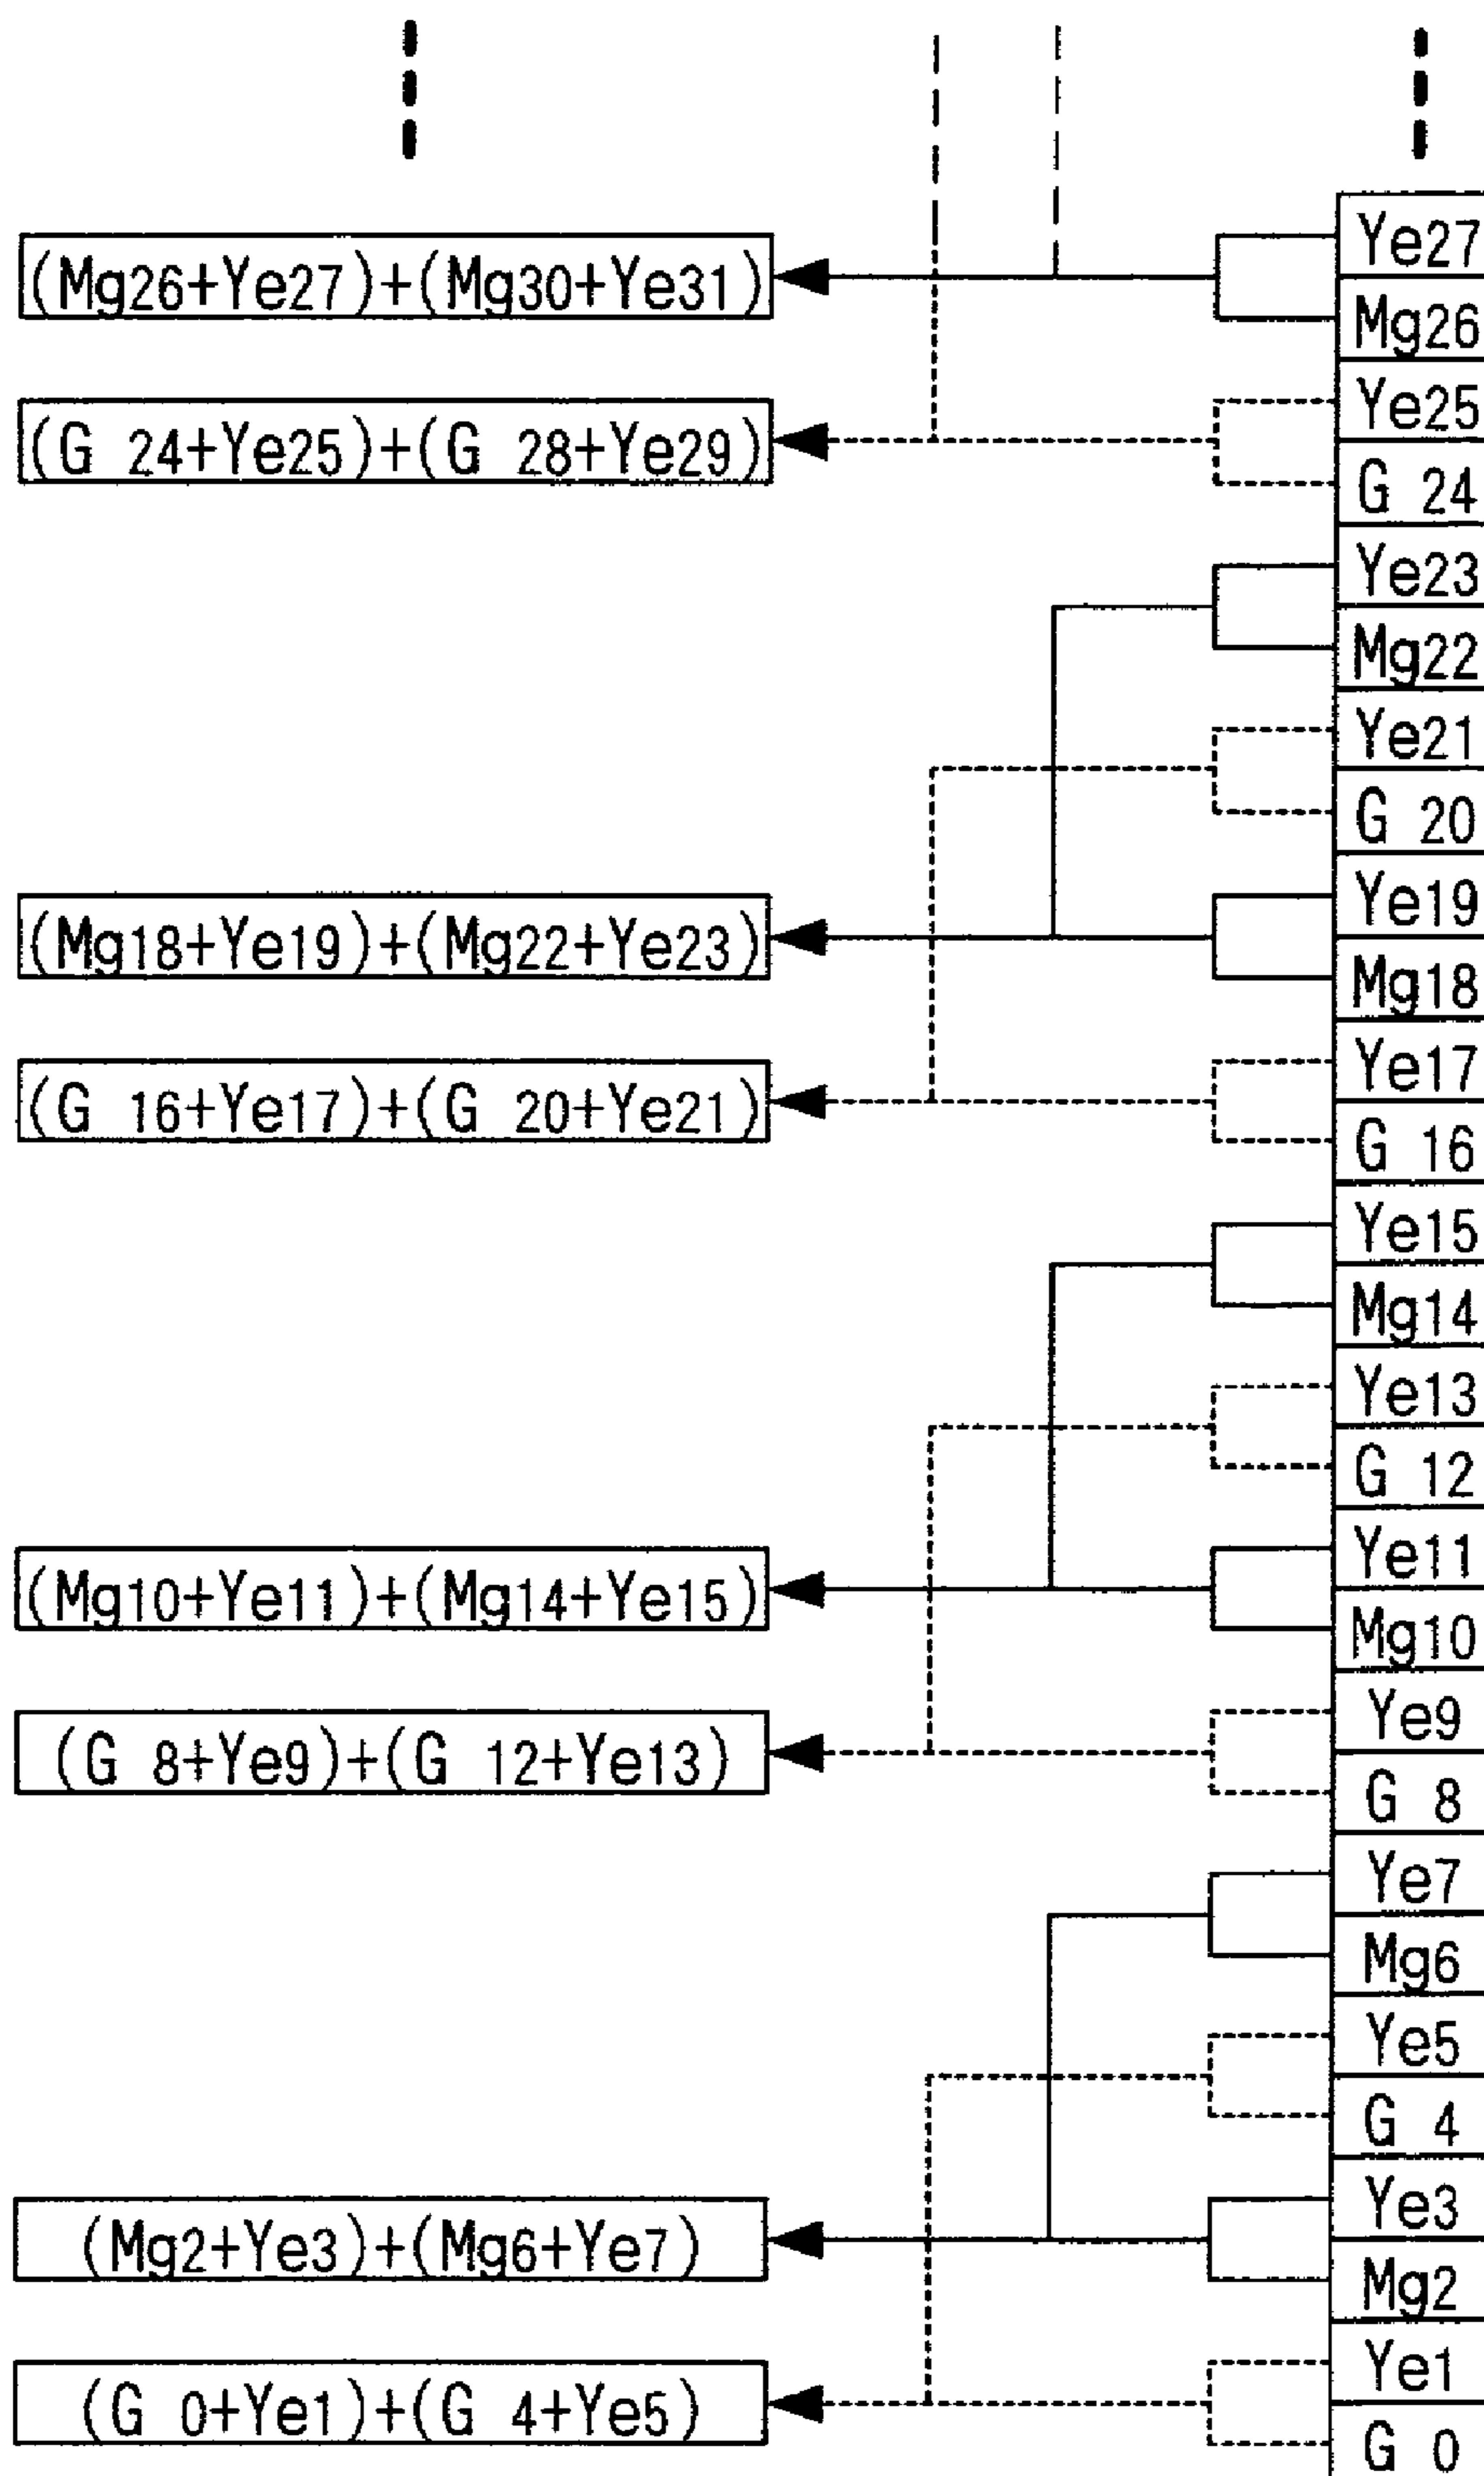 (Mg26+Ye27)+(Mg30+Ye31)
(G 24+Ye25)+(G 28+Ye29)
(Mg18+Ye19)+(Mg22+Ye23)
(G 16+Ye17)+(G 20+Ye21)
(Mg10+Ye11)+(Mg14+Ye15)
(G 8+Ye9)+(G 12+Ye13)
(Mg2+Ye3)+(Mg6+Ye7)
(G 0+Ye1)+(G 4+Ye5)
Ye27
Mg26
Ye25
G 24
Ye23
Mg22
Ye21
G 20
Ye19
Mg18
Ye17
G 16
Ye15
Mg14
Ye13
G 12
Ye11
Mg10
Ye9
G 8
Ye7
Mg6
Ye5
G 4
Ye3
Mg2
Ye1
G 0